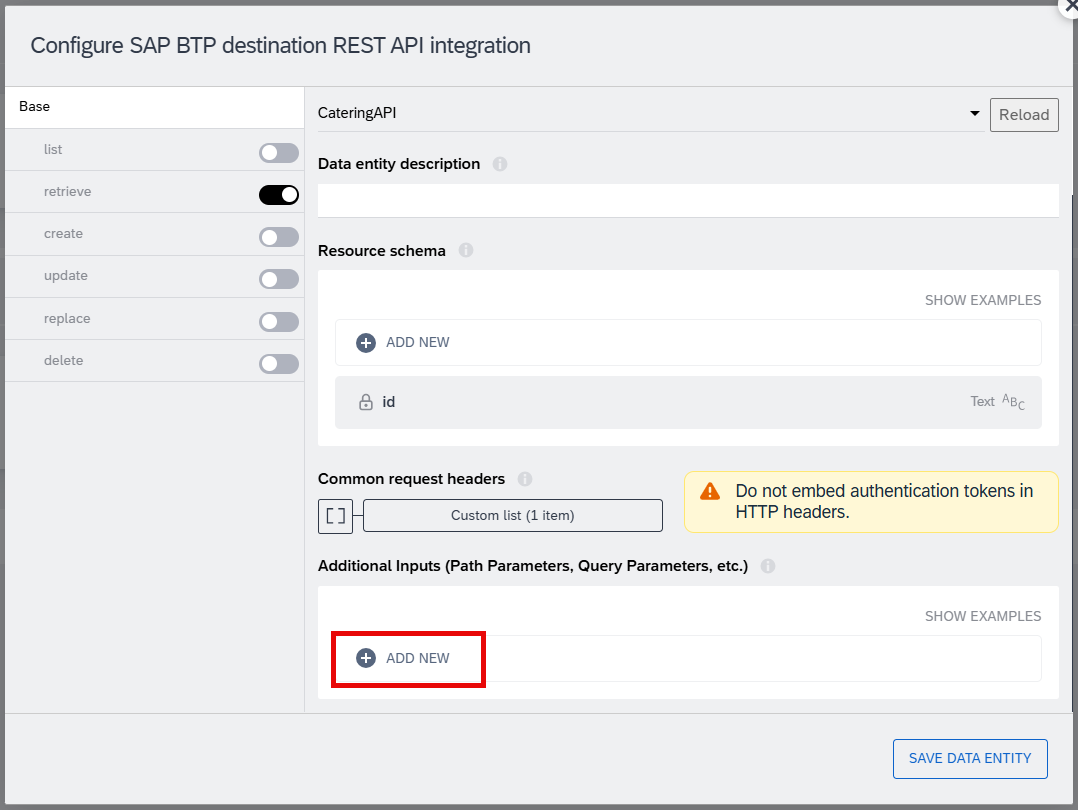 Configure SAP BTP destination REST API integration
Base
list
retrieve
create
update
replace
delete
CateringAPI
Reload
Data entity description
Resource schema
SHOW EXAMPLES
ADD NEW
id
Text ABC
Common request headers
[ ] Custom list (1 item)
Do not embed authentication tokens in
HTTP headers.
Additional Inputs (Path Parameters, Query Parameters, etc.)
SHOW EXAMPLES
ADD NEW
SAVE DATA ENTITY